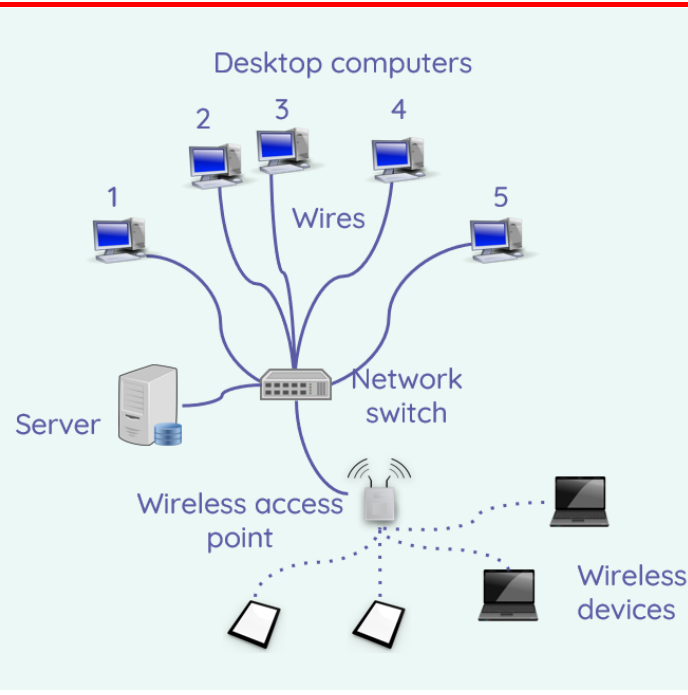 Desktop computers
1
2
3
4
5
Wires
Network
switch
Server
Wireless access
point
Wireless
devices